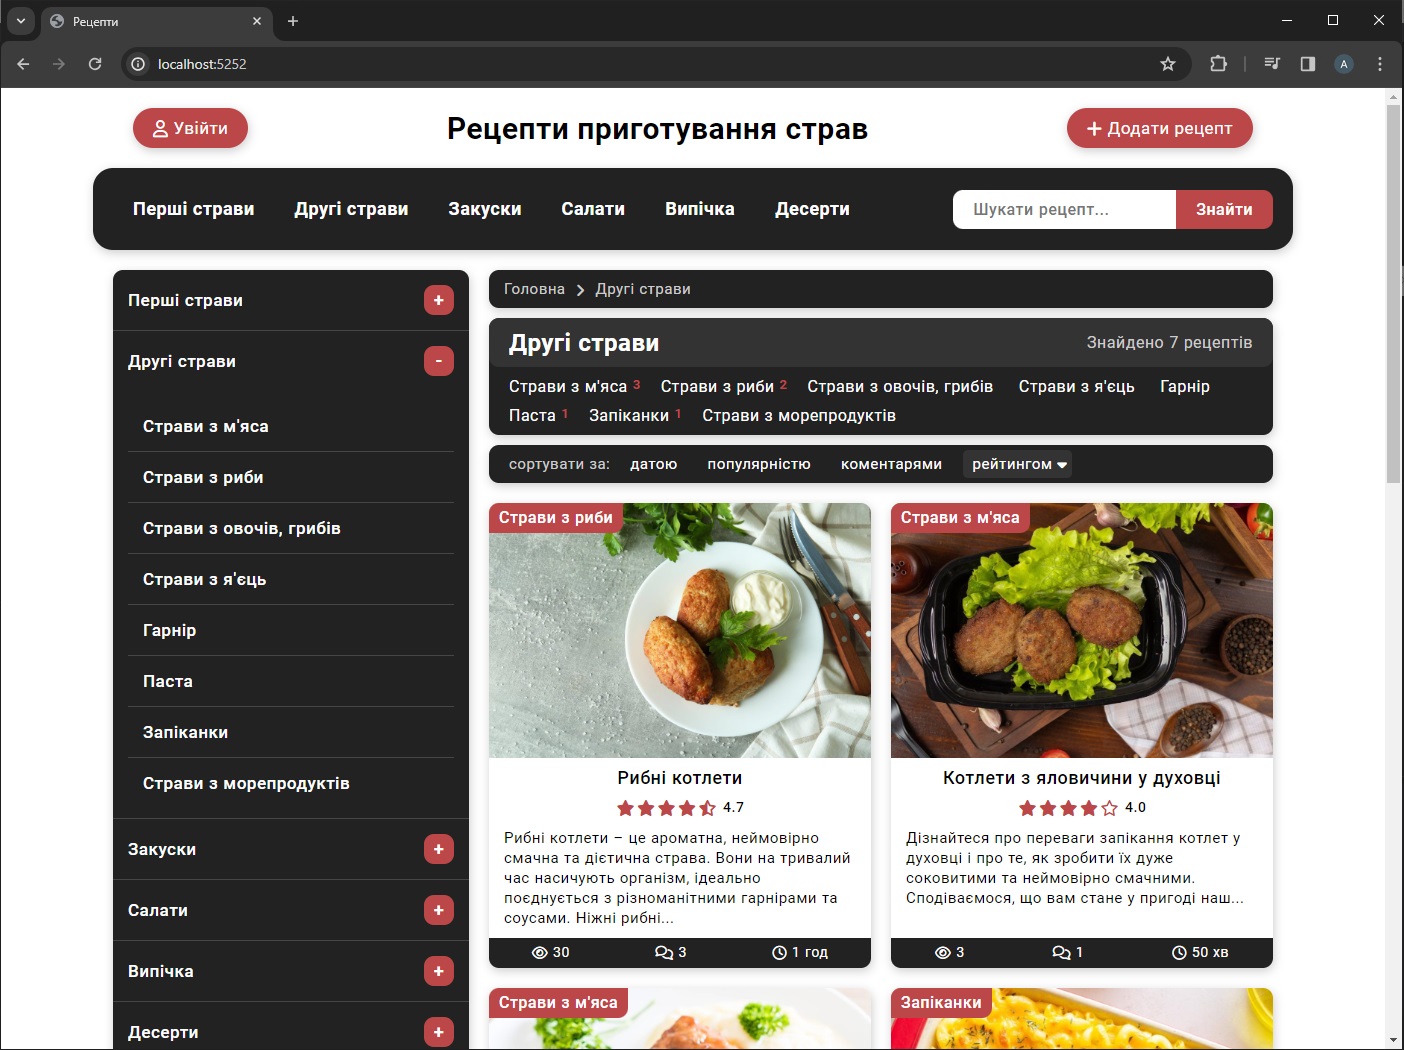 Рецепти
localhost:5252
A
Увійти
Рецепти приготування страв
Додати рецепт
Перші страви
Другі страви
Закуски
Салати
Випічка
Десерти
Шукати рецепт...
Знайти
Перші страви +
Другі страви -
Страви з м'яса
Страви з риби
Страви з овочів, грибів
Страви з я'єць
Гарнір
Паста
Запіканки
Страви з морепродуктів
Закуски +
Салати +
Випічка +
Десерти +
Головна > Другі страви
Другі страви
Знайдено 7 рецептів
Страви з м'яса 3 Страви з риби 2 Страви з овочів, грибів Страви з я'єць Гарнір
Паста 1 Запіканки 1 Страви з морепродуктів
сортувати за: датою популярністю коментарями рейтингом
Страви з риби
Рибні котлети
4.7
Рибні котлети – це ароматна, неймовірно
смачна та дієтична страва. Вони на тривалий
час насичують організм, ідеально
поєднується з різноманітними гарнірами та
соусами. Ніжні рибні...
30 3 1 год
Страви з м'яса
Котлети з яловичини у духовці
4.0
Дізнайтеся про переваги запікання котлет у
духовці і про те, як зробити їх дуже
соковитими та неймовірно смачними.
Сподіваємося, що вам стане у пригоді наш...
3 1 50 хв
Страви з м'яса
Запіканки